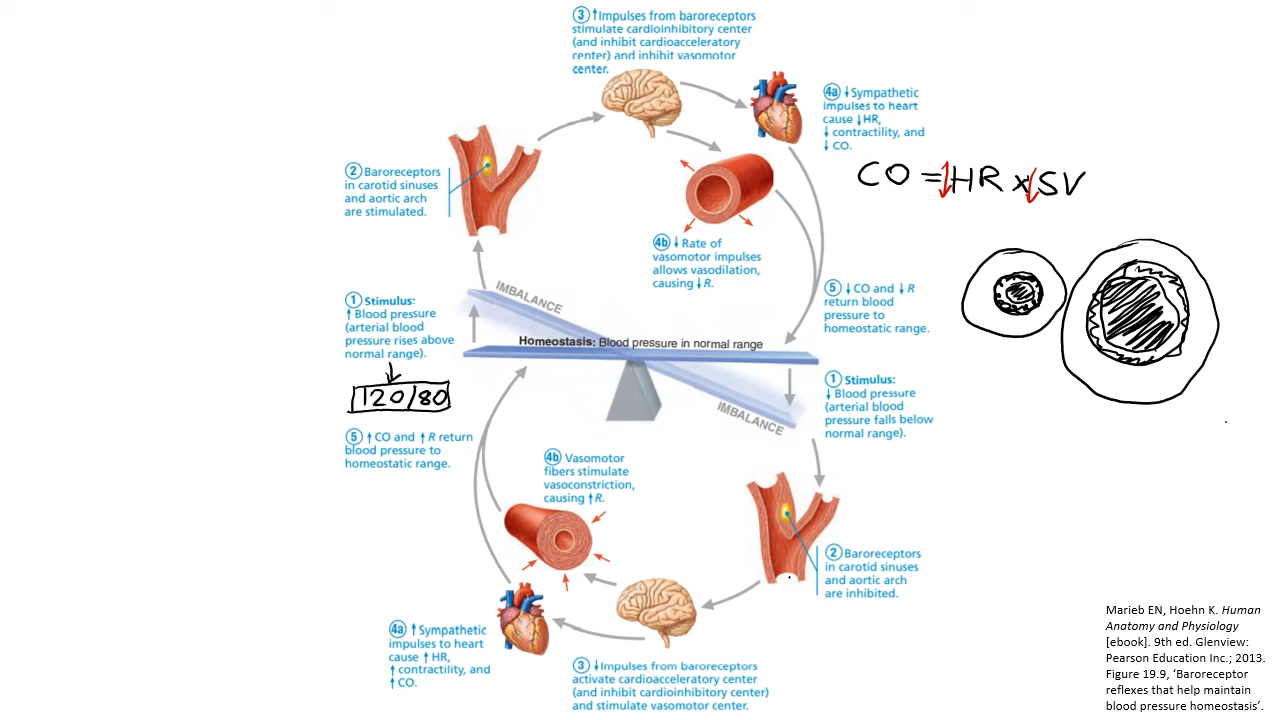 ③ ↑Impulses from baroreceptors
stimulate cardioinhibitory center
(and inhibit cardioacceleratory
center) and inhibit vasomotor
center.
4a ↓Sympathetic
impulses to heart
cause ↓HR,
↓ contractility, and
↓ CO.
CO = ↓HR x ↓SV
② Baroreceptors
in carotid sinuses
and aortic arch
are stimulated.
4b ↓ Rate of
vasomotor impulses
allows vasodilation,
causing ↓R.
① Stimulus:
↑ Blood pressure
(arterial blood
pressure rises above
normal range).
120/80
IMBALANCE
⑤ ↓CO and ↓R
return blood
pressure to
homeostatic range.
Homeostasis: Blood pressure in normal range
IMBALANCE
① Stimulus:
↓ Blood pressure
(arterial blood
pressure falls below
normal range).
⑤ ↑CO and ↑R return
blood pressure to
homeostatic range.
4b Vasomotor
fibers stimulate
vasoconstriction,
causing ↑R.
② Baroreceptors
in carotid sinuses
and aortic arch
are inhibited.
4a ↑ Sympathetic
impulses to heart
cause ↑ HR,
↑ contractility, and
↑ CO.
③ ↓Impulses from baroreceptors
activate cardioacceleratory center
(and inhibit cardioinhibitory center)
and stimulate vasomotor center.
Marieb EN, Hoehn K. Human
Anatomy and Physiology
[ebook]. 9th ed. Glenview:
Pearson Education Inc.; 2013.
Figure 19.9, ‘Baroreceptor
reflexes that help maintain
blood pressure homeostasis’.